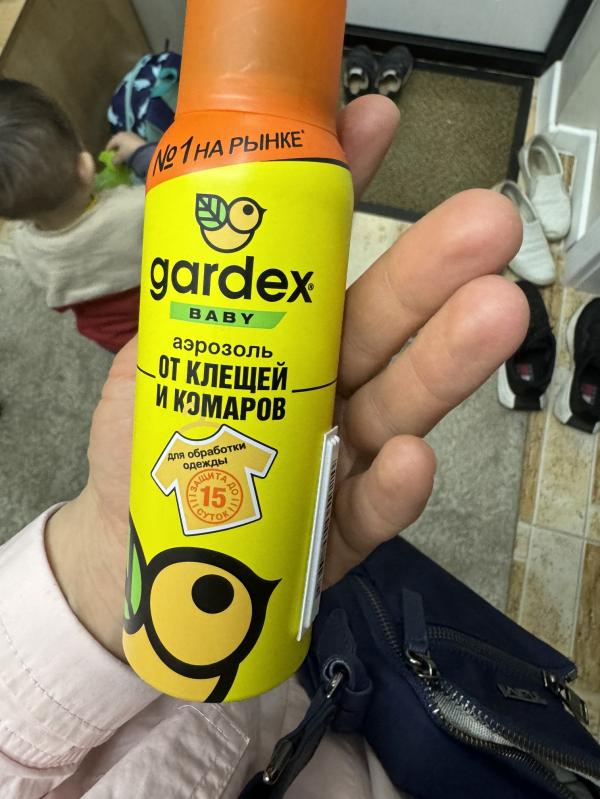 №1 НА РЫНКЕ*
gardex®
BABY
аэрозоль
ОТ КЛЕЩЕЙ
И КОМАРОВ
для обработки
одежды
ЗАЩИТА ДО
15
СУТОК